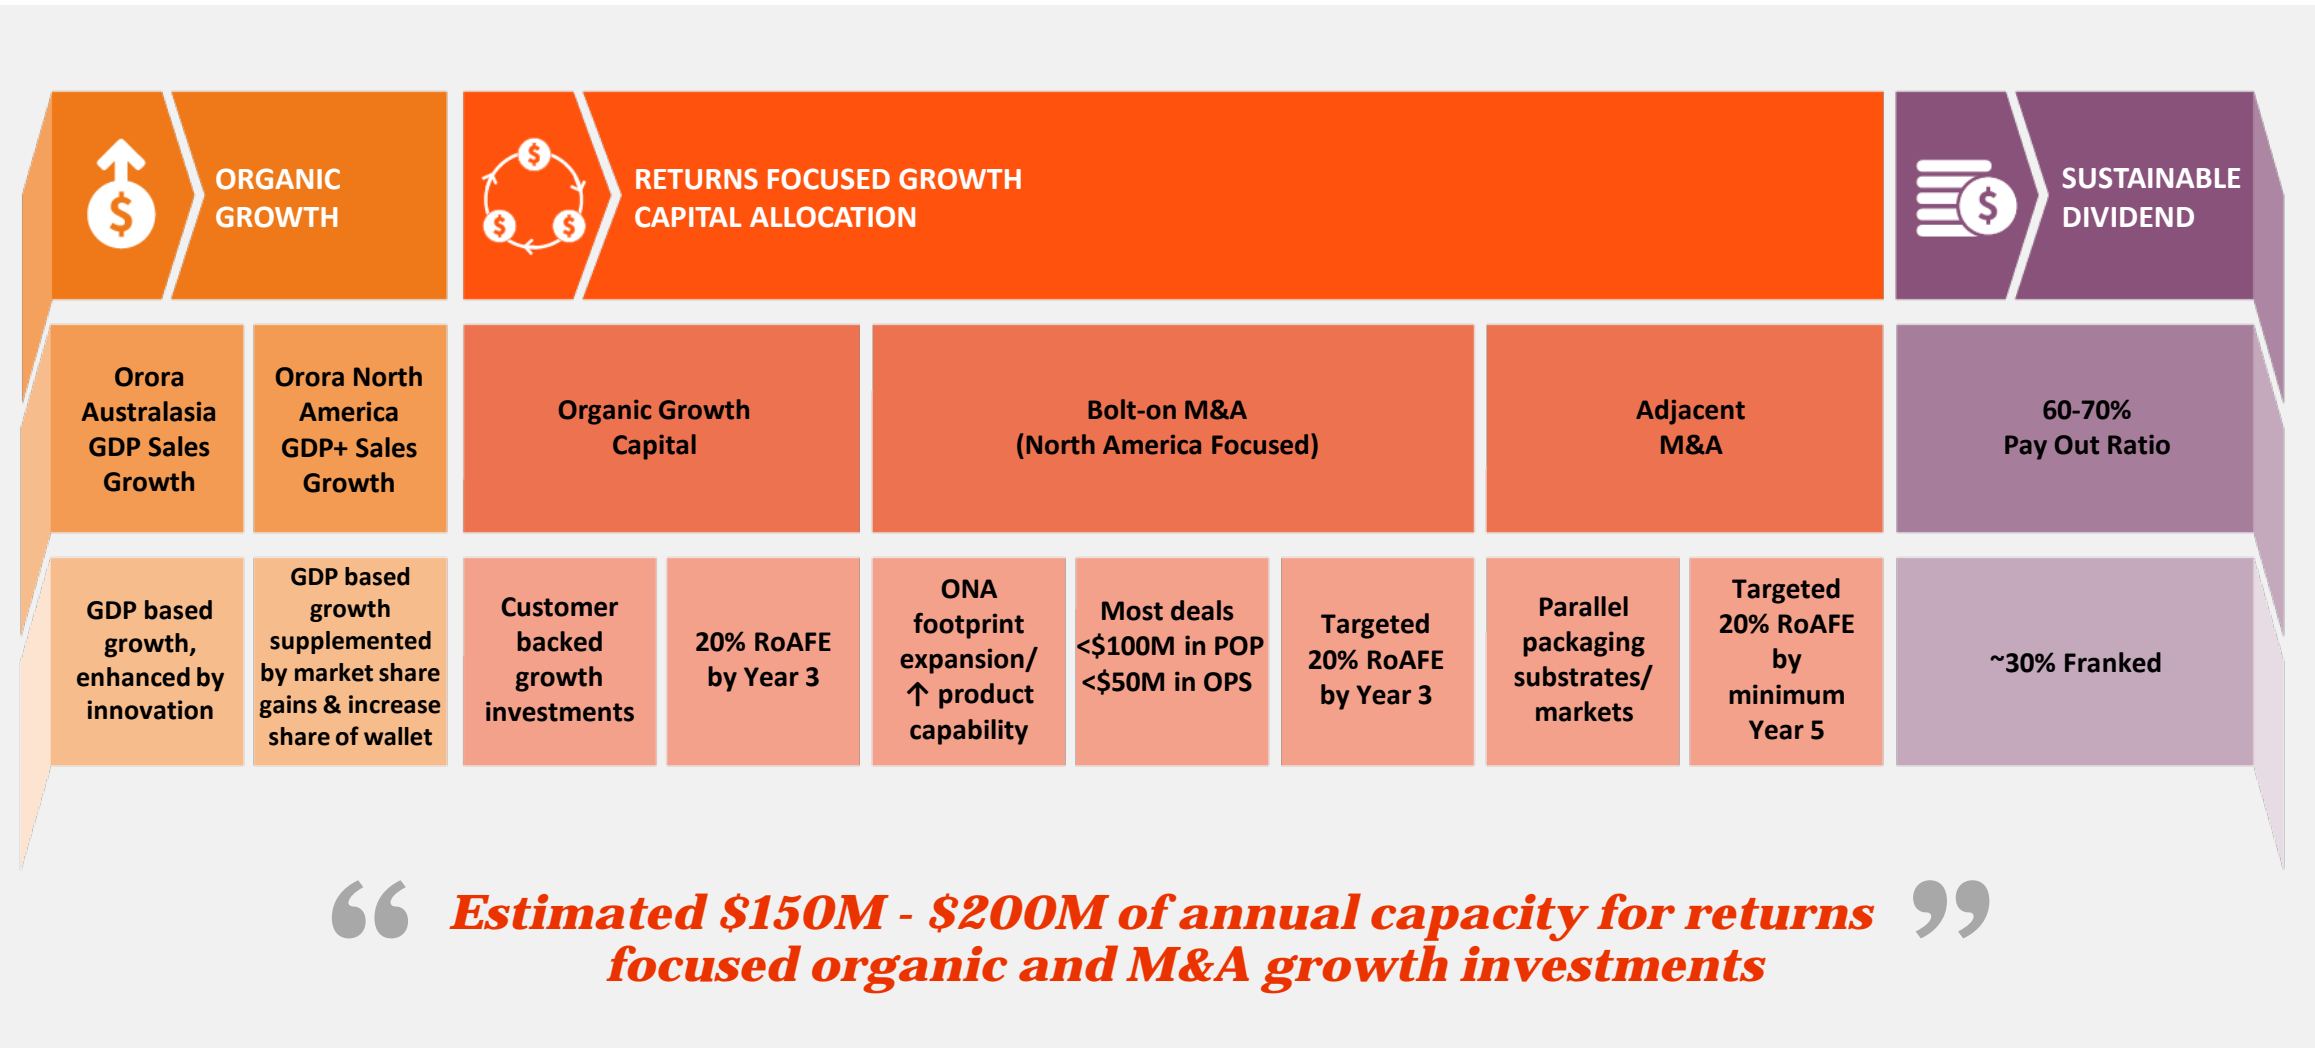 ORGANIC
GROWTH
RETURNS FOCUSED GROWTH
CAPITAL ALLOCATION
SUSTAINABLE
DIVIDEND
Orora
Australasia
GDP Sales
Growth
Orora North
America
GDP+ Sales
Growth
Organic Growth
Capital
Bolt-on M&A
(North America Focused)
Adjacent
M&A
60-70%
Pay Out Ratio
GDP based
growth,
enhanced by
innovation
GDP based
growth
supplemented
by market share
gains & increase
share of wallet
Customer
backed
growth
investments
20% RoAFE
by Year 3
ONA
footprint
expansion/
↑ product
capability
Most deals
<$100M in POP
<$50M in OPS
Targeted
20% RoAFE
by Year 3
Parallel
packaging
substrates/
markets
Targeted
20% RoAFE
by
minimum
Year 5
~30% Franked
“ Estimated $150M - $200M of annual capacity for returns ”
focused organic and M&A growth investments